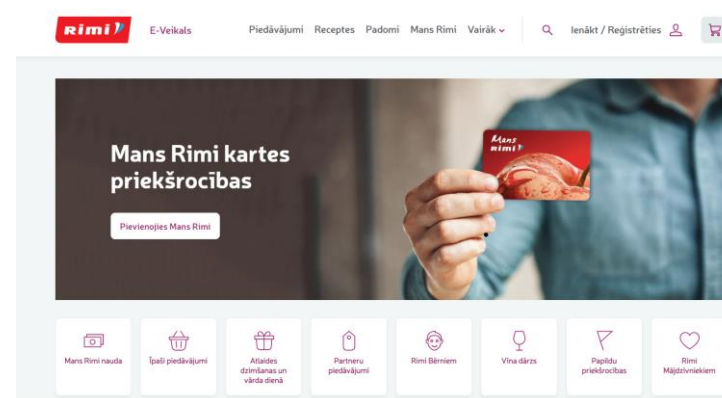 Rimi
E-Veikals
Piedāvājumi Receptes Padomi Mans Rimi Vairāk
Ienākt / Reģistrēties
Mans Rimi kartes
priekšrocības
Pievienojies Mans Rimi
Mans
Rimi
Mans Rimi nauda
Īpaši piedāvājumi
Atlaides
dzimšanas un
vārda dienā
Partneru
piedāvājumi
Rimi Bērniem
Vīna dārzs
Papildu
priekšrocības
Rimi
Mājdzīvniekiem